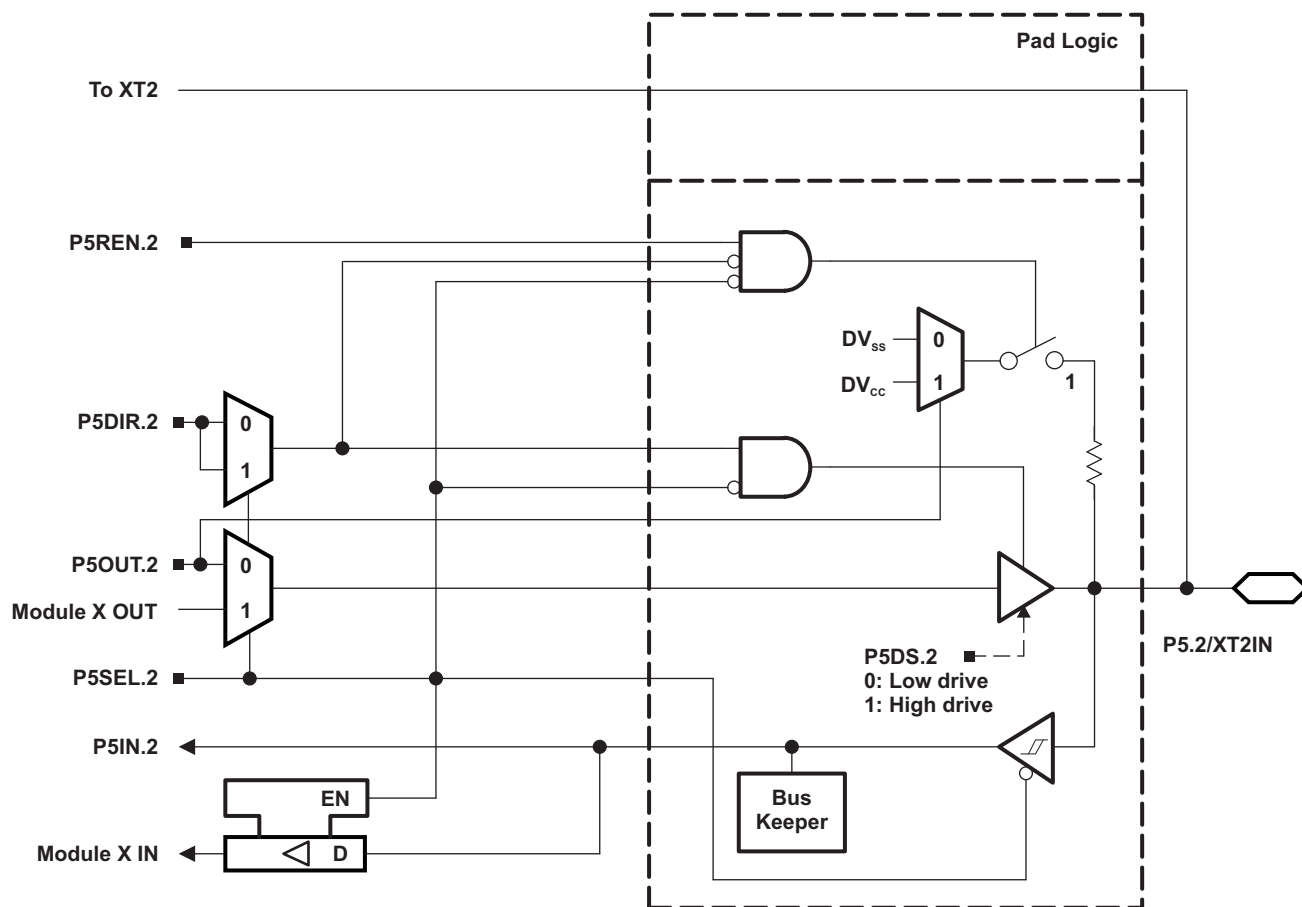 Pad Logic
To XT2
P5REN.2
DVSS
0
DVCC
1
1
P5DIR.2
0
1
P5OUT.2
0
Module X OUT
1
P5SEL.2
P5DS.2
0: Low drive
1: High drive
P5.2/XT2IN
P5IN.2
EN
Bus
Keeper
Module X IN
D